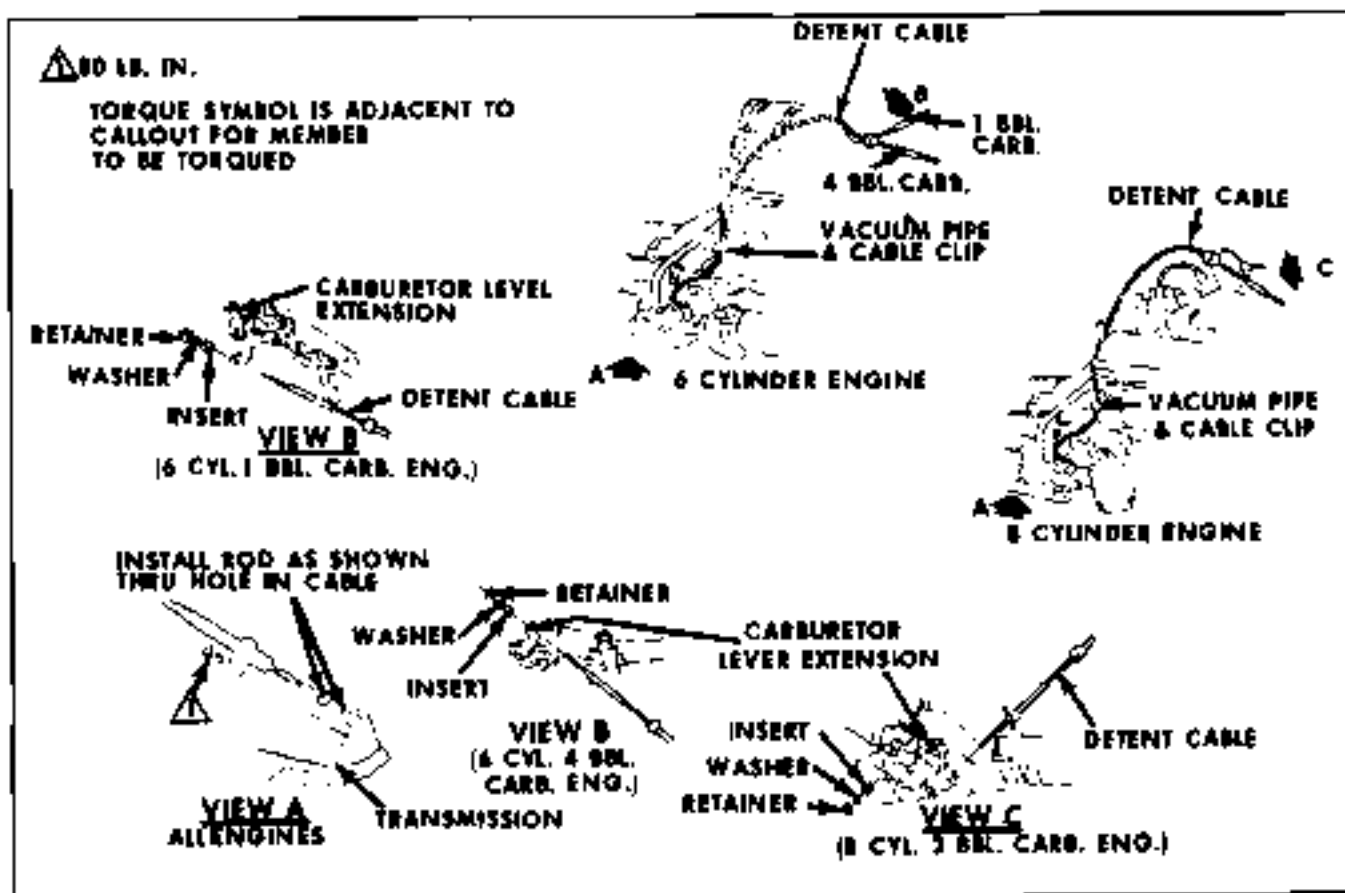 80 LB. IN.
TORQUE SYMBOL IS ADJACENT TO
CALLOUT FOR MEMBER
TO BE TORQUED
DETENT CABLE
B
1 BBL.
CARB.
4 BBL. CARB.
VACUUM PIPE
& CABLE CLIP
A
6 CYLINDER ENGINE
DETENT CABLE
C
VACUUM PIPE
& CABLE CLIP
A
8 CYLINDER ENGINE
CARBURETOR LEVEL
EXTENSION
RETAINER
WASHER
INSERT
DETENT CABLE
VIEW B
(6 CYL. 1 BBL. CARB. ENG.)
INSTALL ROD AS SHOWN
THRU HOLE IN CABLE
TRANSMISSION
VIEW A
ALL ENGINES
RETAINER
WASHER
INSERT
CARBURETOR
LEVER EXTENSION
VIEW B
(6 CYL. 4 BBL.
CARB. ENG.)
INSERT
WASHER
RETAINER
DETENT CABLE
VIEW C
(8 CYL. BBL. CARB. ENG.)